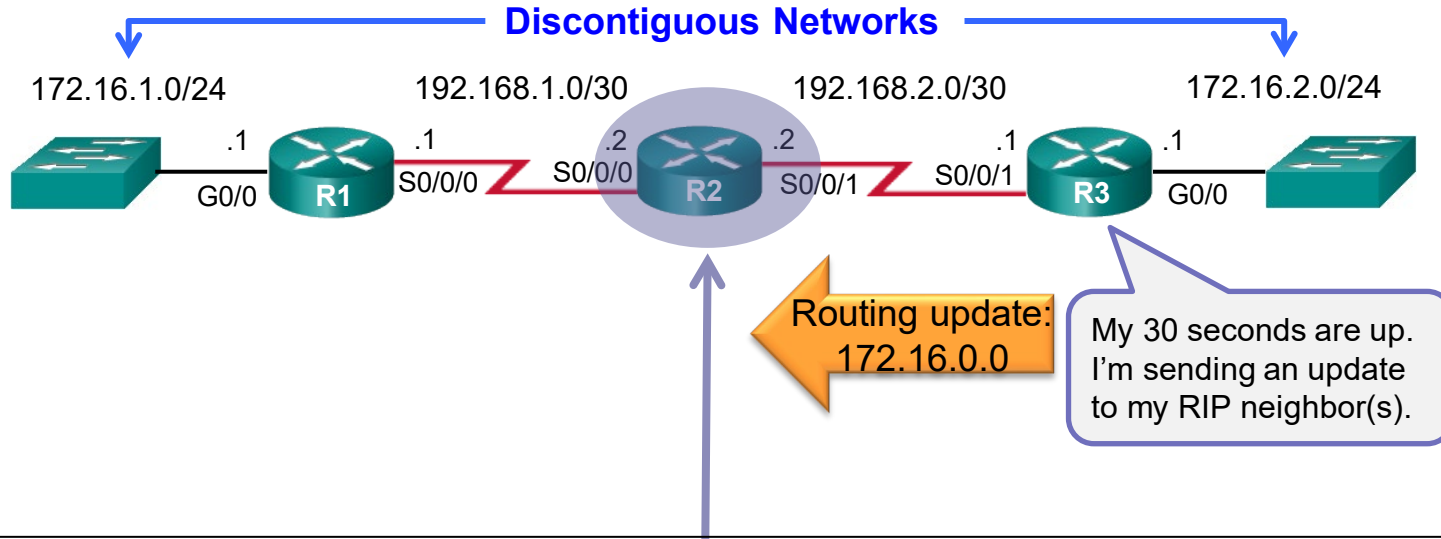 Discontiguous Networks
172.16.1.0/24
192.168.1.0/30
192.168.2.0/30
172.16.2.0/24
.1
.1
.2
.2
.1
.1
G0/0
R1
S0/0/0
S0/0/0
R2
S0/0/1
S0/0/1
R3
G0/0
Routing update:
172.16.0.0
My 30 seconds are up.
I’m sending an update
to my RIP neighbor(s).